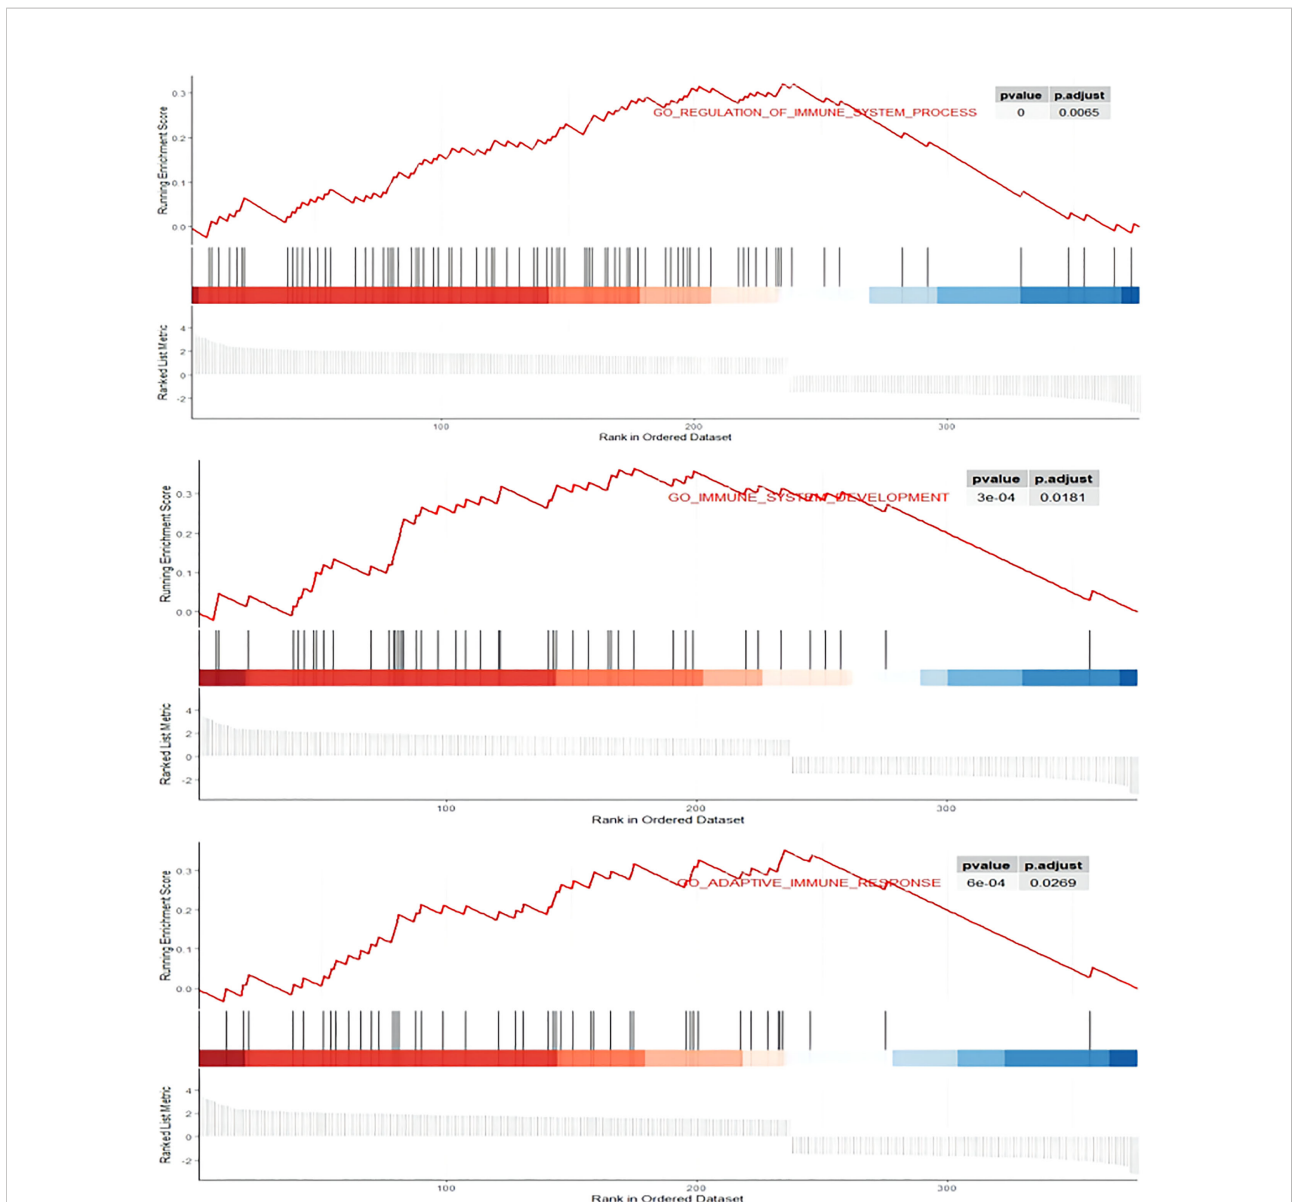 Running Enrichment Score
0.3
0.2
0.1
0.0
GO_REGULATION_OF_IMMUNE_SYSTEM_PROCESS
pvalue p.adjust
0 0.0065
Ranked List Metric
4
2
0
-2
100 200 300
Rank in Ordered Dataset
Running Enrichment Score
0.3
0.2
0.1
0.0
GO_IMMUNE_SYSTEM_DEVELOPMENT
pvalue p.adjust
3e-04 0.0181
Ranked List Metric
4
2
0
-2
100 200 300
Rank in Ordered Dataset
Running Enrichment Score
0.3
0.2
0.1
0.0
GO_ADAPTIVE_IMMUNE_RESPONSE
pvalue p.adjust
6e-04 0.0269
Ranked List Metric
4
2
0
-2
100 200 300
Rank in Ordered Dataset